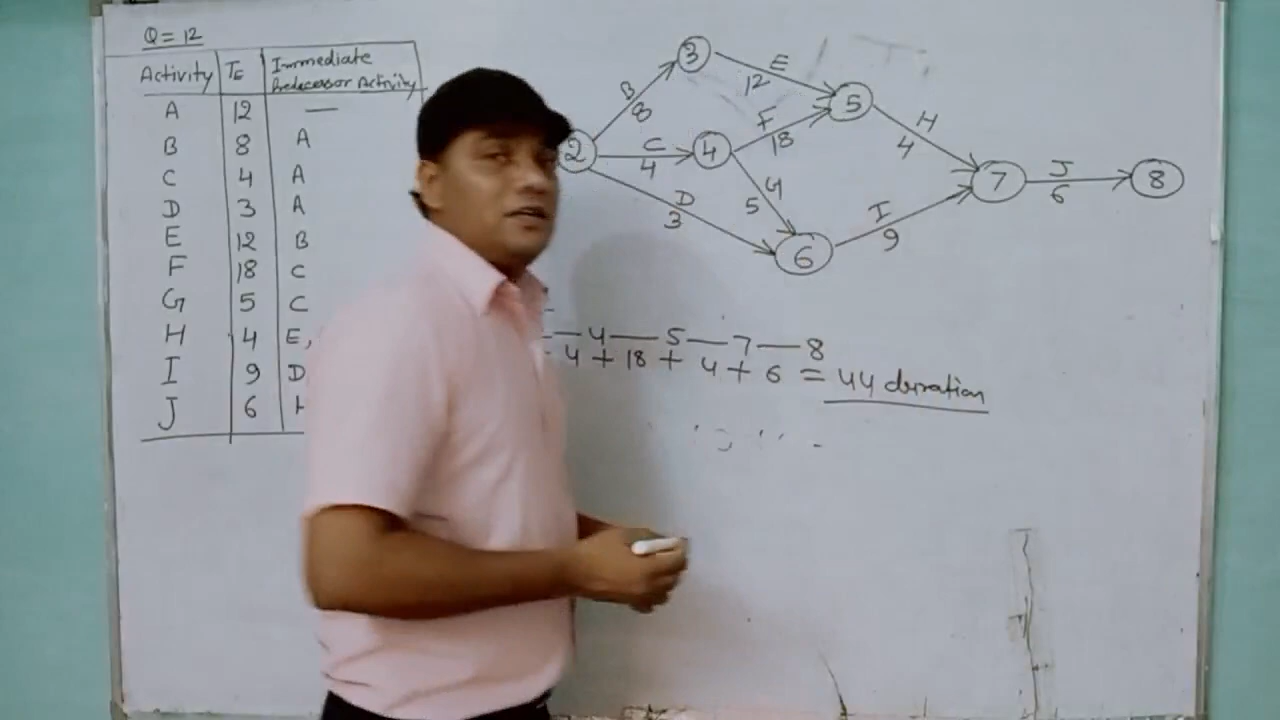 Q = 12
Activity TE Immediate
Predecessor Activity
A 12 —
B 8 A
C 4 A
D 3 A
E 12 B
F 18 C
G 5 C
H 4 E,
I 9 D
J 6
2
B
8
3
E
12
C
4
4
F
18
5
D
3
G
5
6
H
4
I
9
7
J
6
8
— 4 — 5 — 7 — 8
4 + 18 + 4 + 6 = 44 duration